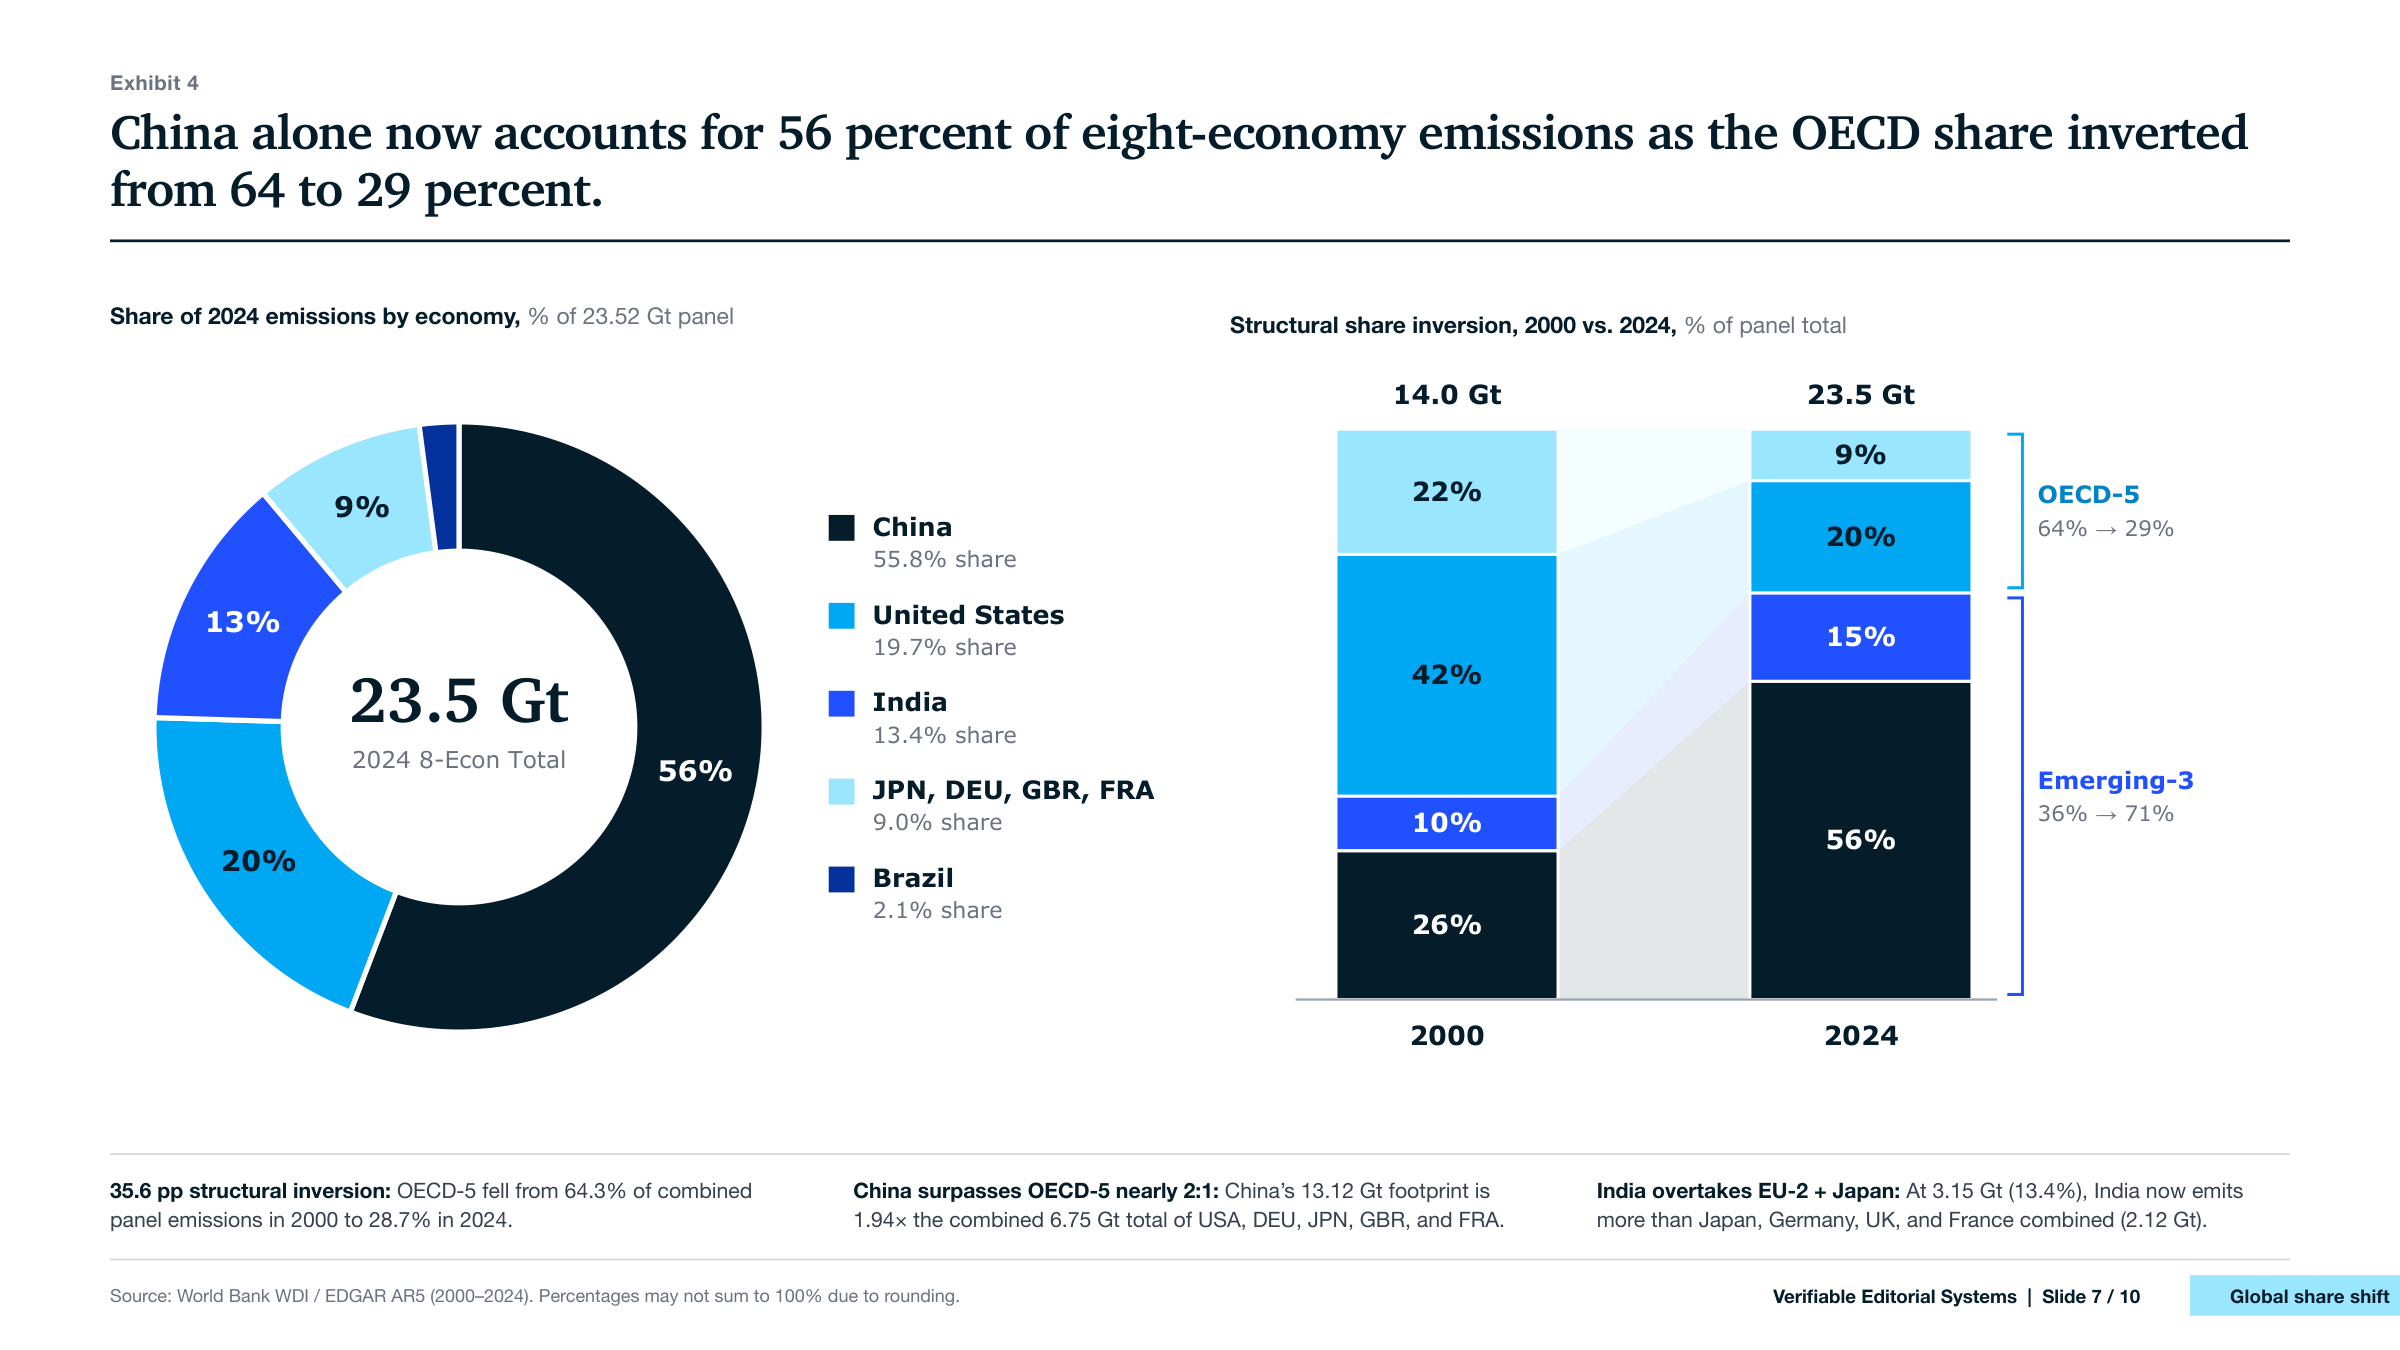 Exhibit 4
China alone now accounts for 56 percent of eight-economy emissions as the OECD share inverted
from 64 to 29 percent.
Share of 2024 emissions by economy, % of 23.52 Gt panel
9%
13%
20%
56%
23.5 Gt
2024 8-Econ Total
China
55.8% share
United States
19.7% share
India
13.4% share
JPN, DEU, GBR, FRA
9.0% share
Brazil
2.1% share
Structural share inversion, 2000 vs. 2024, % of panel total
14.0 Gt
22%
42%
10%
26%
2000
23.5 Gt
9%
20%
15%
56%
2024
OECD-5
64% → 29%
Emerging-3
36% → 71%
35.6 pp structural inversion: OECD-5 fell from 64.3% of combined
panel emissions in 2000 to 28.7% in 2024.
China surpasses OECD-5 nearly 2:1: China’s 13.12 Gt footprint is
1.94× the combined 6.75 Gt total of USA, DEU, JPN, GBR, and FRA.
India overtakes EU-2 + Japan: At 3.15 Gt (13.4%), India now emits
more than Japan, Germany, UK, and France combined (2.12 Gt).
Source: World Bank WDI / EDGAR AR5 (2000–2024). Percentages may not sum to 100% due to rounding.
Verifiable Editorial Systems | Slide 7 / 10
Global share shift